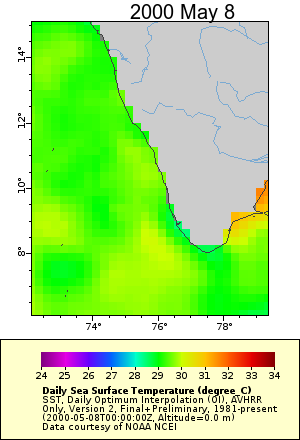 2000 May 8
14°
12°
10°
8°
74° 76° 78°
24 25 26 27 28 29 30 31 32 33 34
Daily Sea Surface Temperature (degree_C)
SST, Daily Optimum Interpolation (OI), AVHRR
Only, Version 2, Final+Preliminary, 1981-present
(2000-05-08T00:00:00Z, Altitude=0.0 m)
Data courtesy of NOAA NCEI